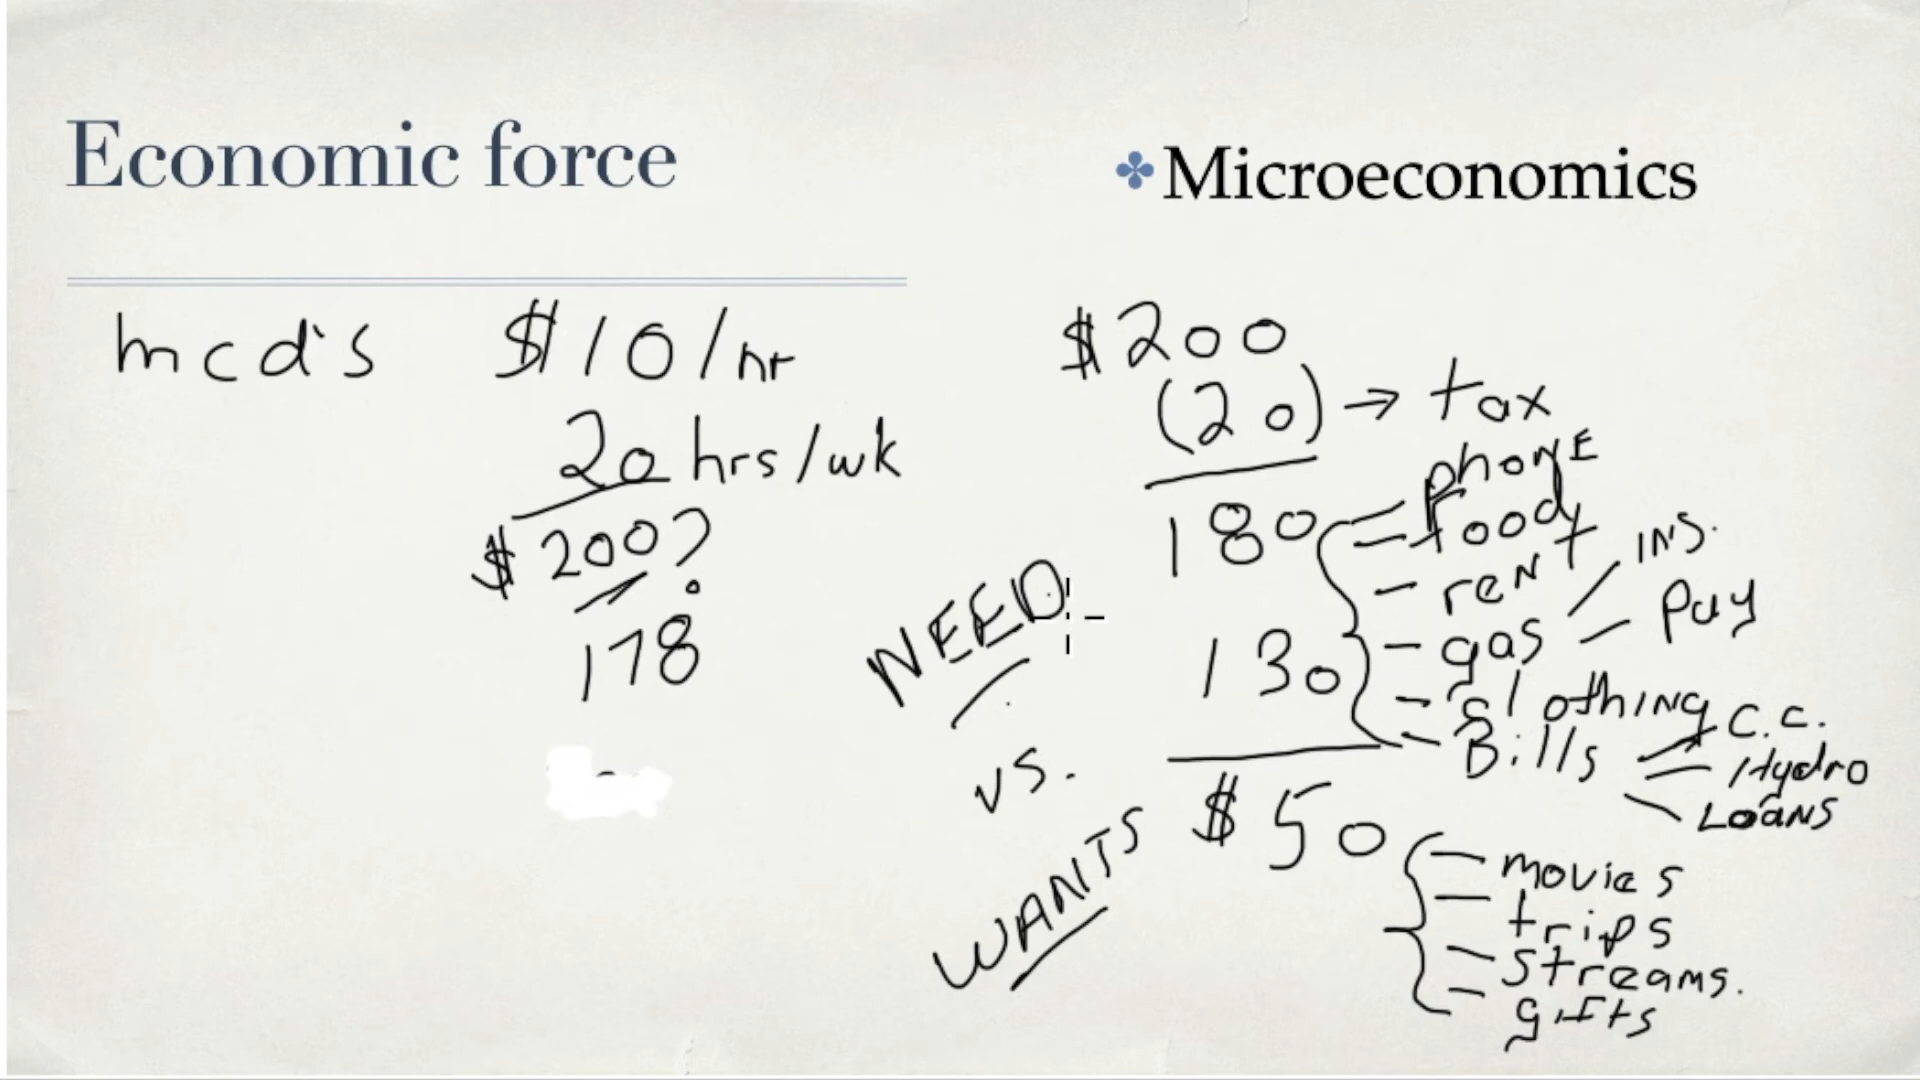 Economic force
Microeconomics
mcd's $10/hr
20 hrs/wk
$200?
178
$200
(20) → tax
180
130
$50
phone
food
rent
gas
ins.
pay
clothing
Bills
c.c.
Hydro
Loans
NEED
vs.
WANTS
movies
trips
streams.
gifts